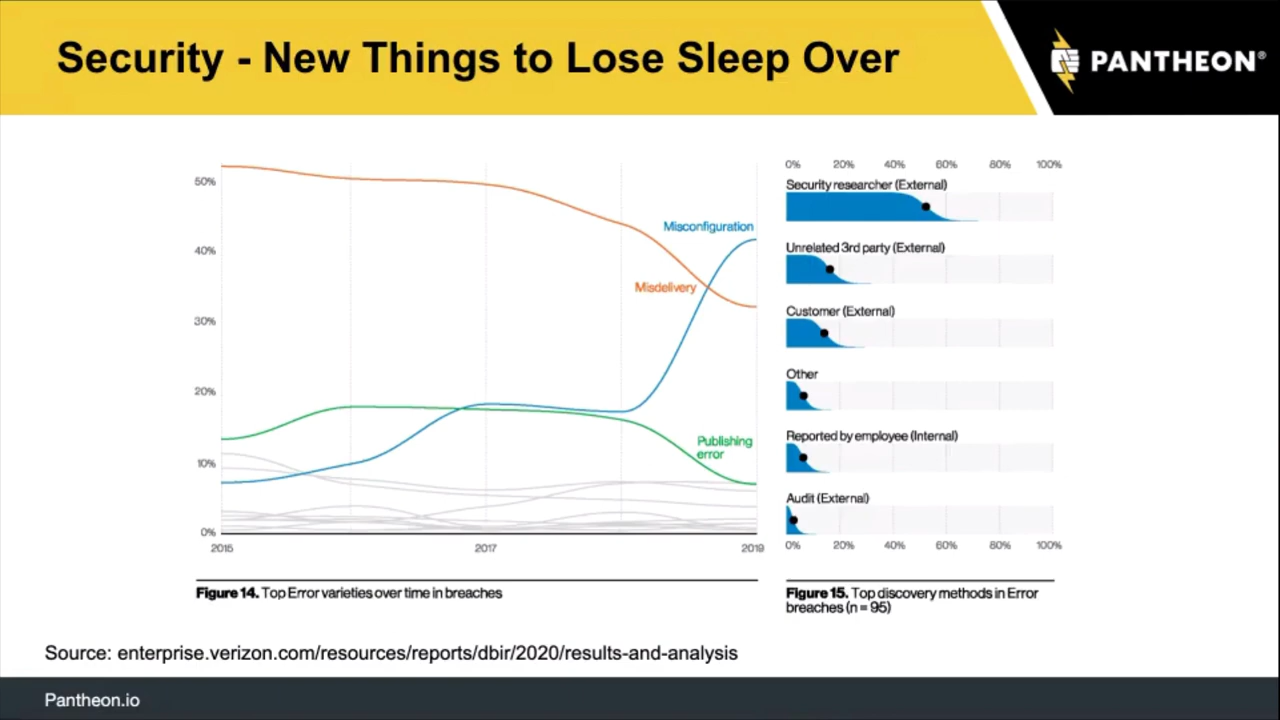 Security - New Things to Lose Sleep Over
PANTHEON®
50%
40%
30%
20%
10%
0%
2015
2017
2019
Misconfiguration
Misdelivery
Publishing
error
Figure 14. Top Error varieties over time in breaches
0% 20% 40% 60% 80% 100%
Security researcher (External)
Unrelated 3rd party (External)
Customer (External)
Other
Reported by employee (Internal)
Audit (External)
0% 20% 40% 60% 80% 100%
Figure 15. Top discovery methods in Error
breaches (n = 95)
Source: enterprise.verizon.com/resources/reports/dbir/2020/results-and-analysis
Pantheon.io